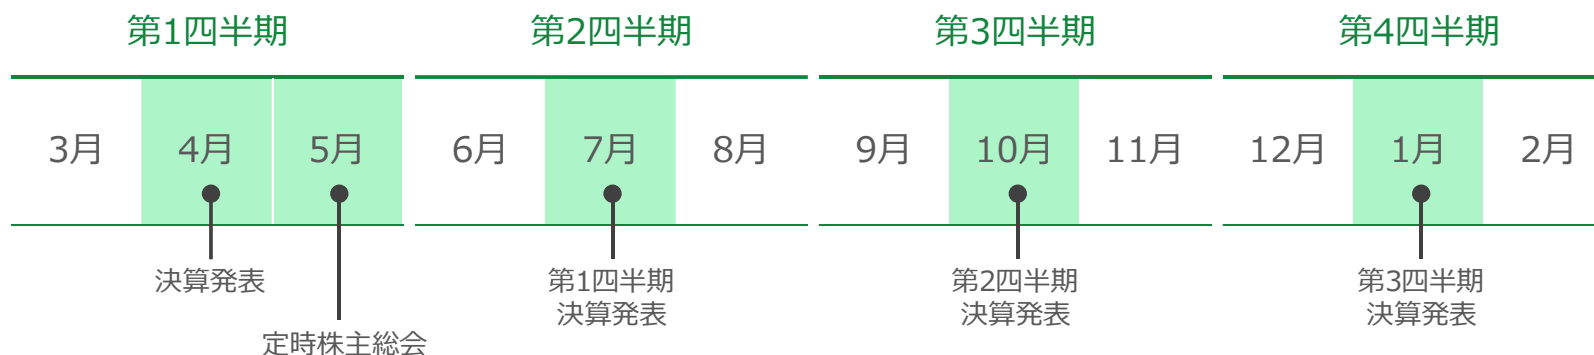 第1四半期
第2四半期
第3四半期
第4四半期
3月
4月
5月
6月
7月
8月
9月
10月
11月
12月
1月
2月
決算発表
定時株主総会
第1四半期
決算発表
第2四半期
決算発表
第3四半期
決算発表